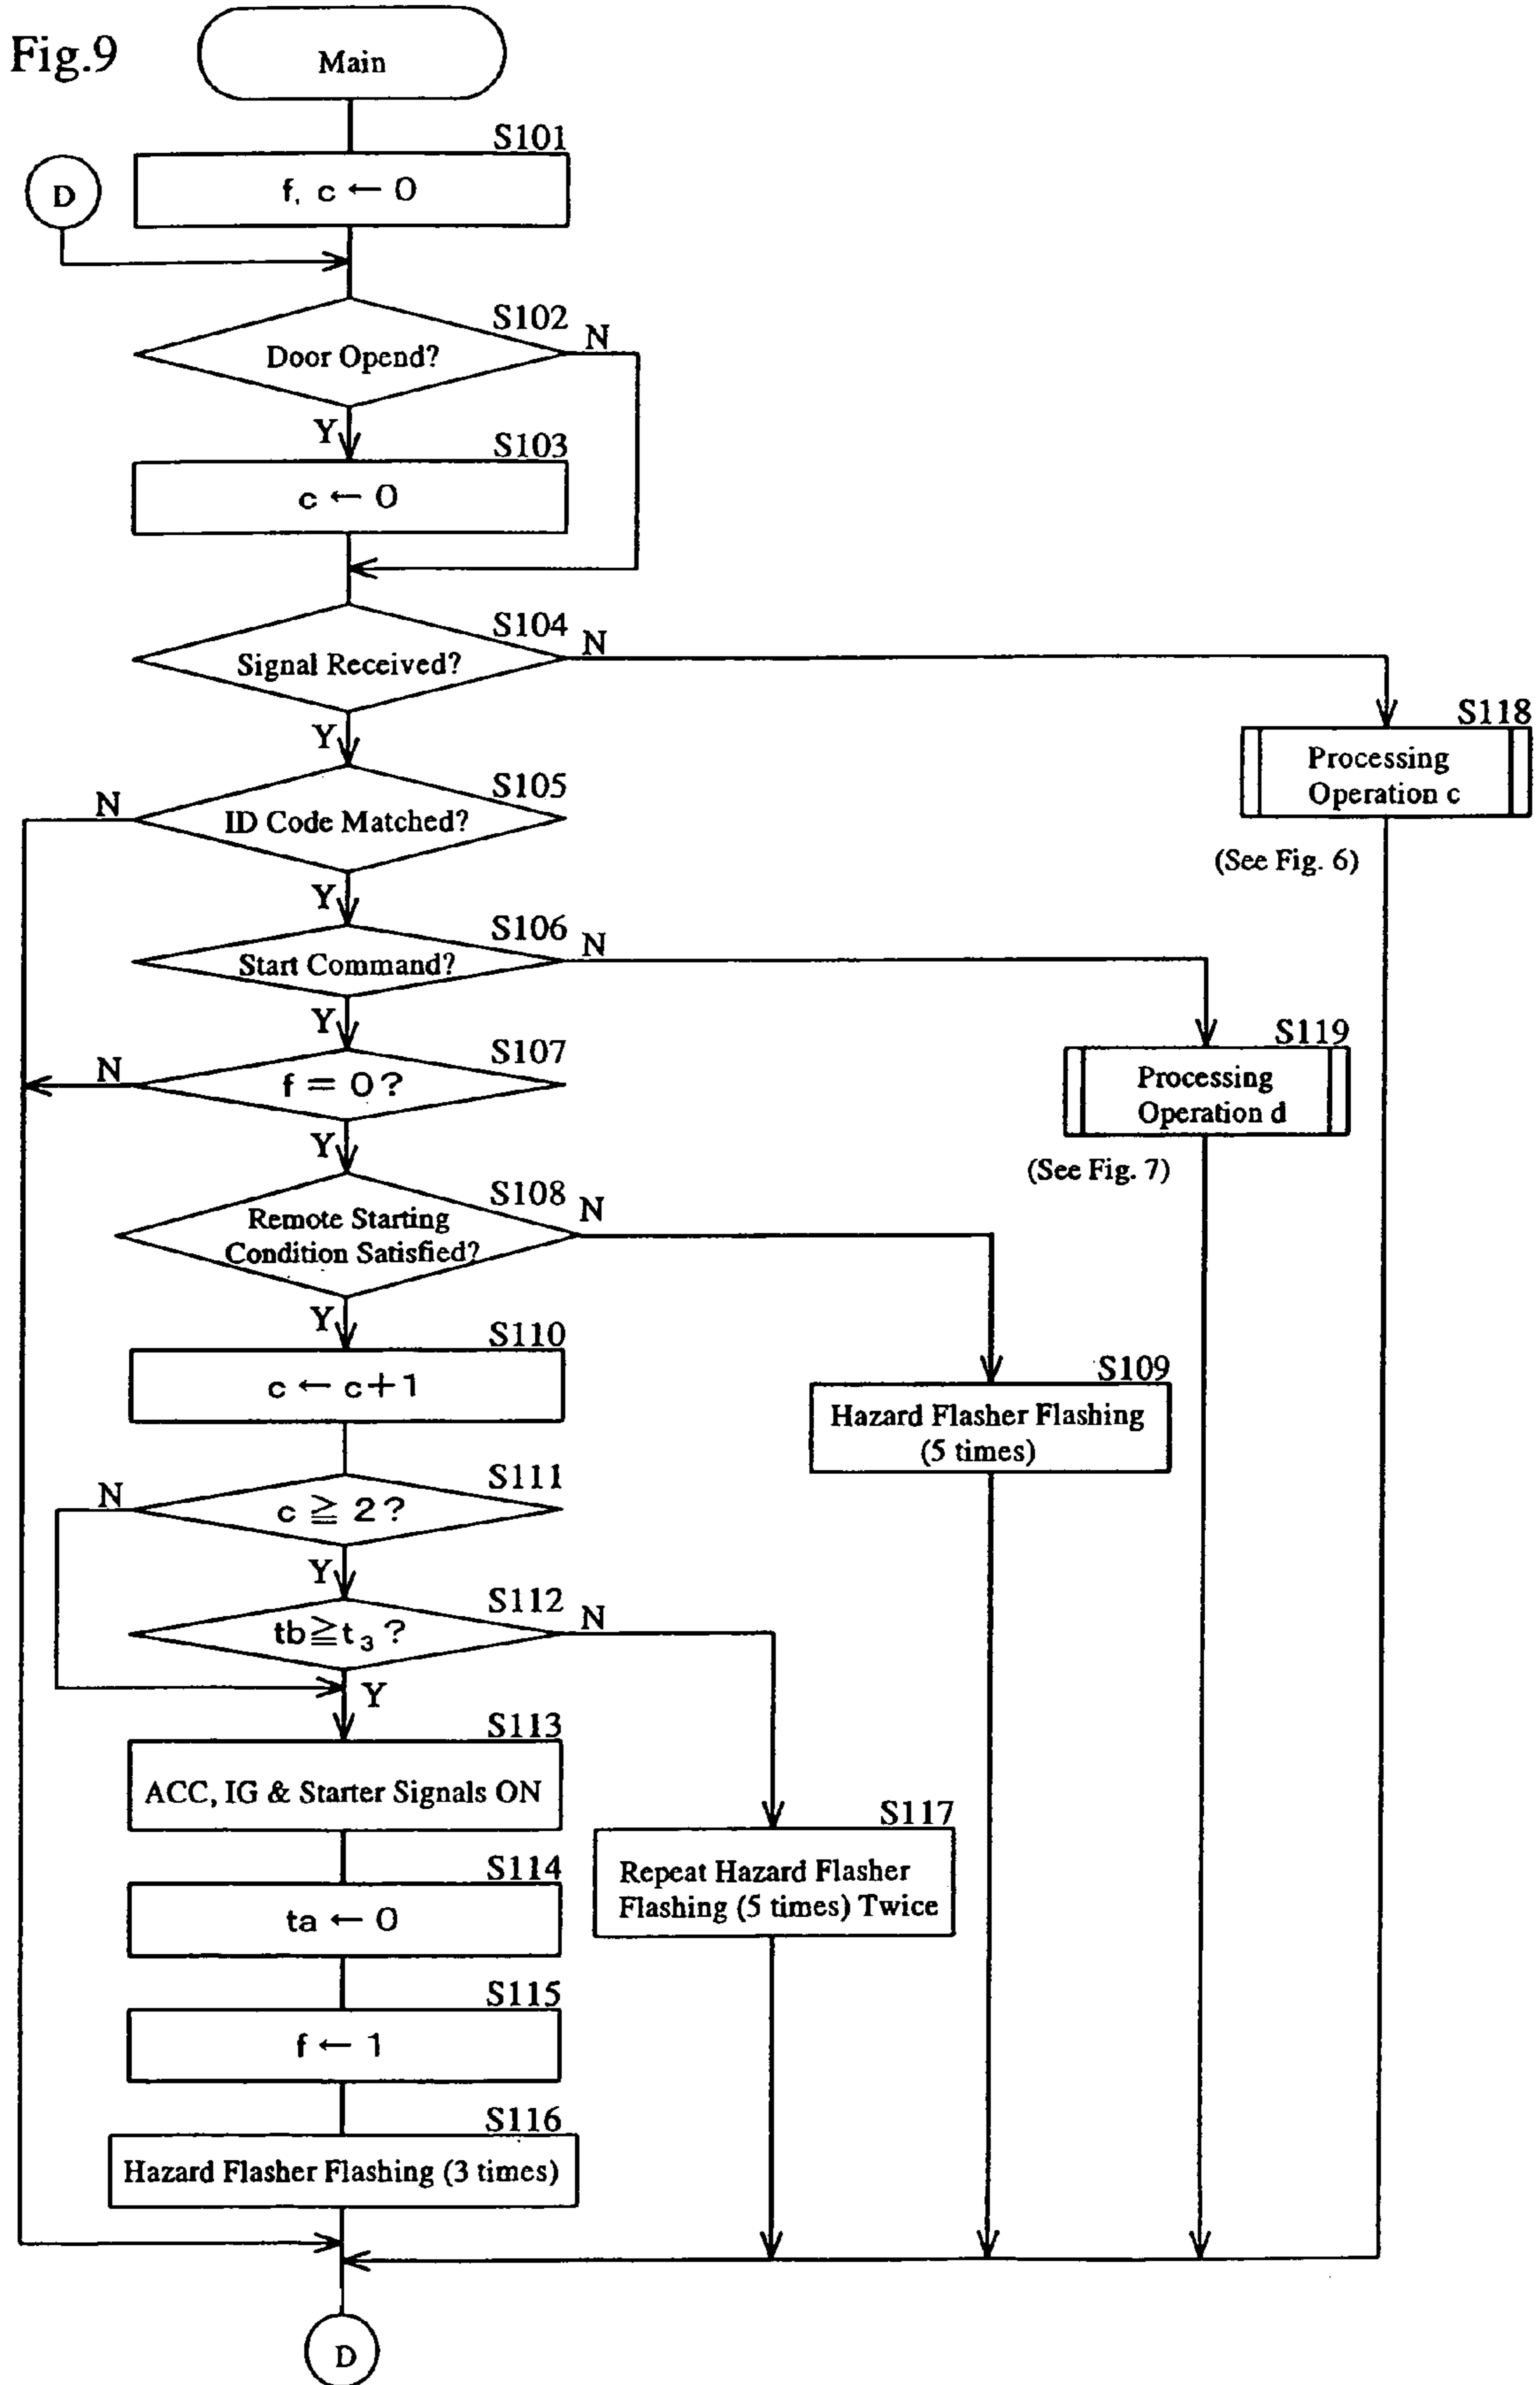 Fig.9
Main
S101
D
f, c ← 0
S102
N
Door Opend?
Y
S103
c ← 0
S104
N
Signal Received?
Y
S118
Processing
Operation c
(See Fig. 6)
S105
N
ID Code Matched?
Y
S106
N
Start Command?
Y
S119
Processing
Operation d
(See Fig. 7)
S107
N
f = 0 ?
Y
S108
N
Remote Starting
Condition Satisfied?
Y
S110
c ← c+1
S109
Hazard Flasher Flashing
(5 times)
S111
N
c ≧ 2 ?
Y
S112
N
tb≧t₃ ?
Y
S113
ACC, IG & Starter Signals ON
S117
Repeat Hazard Flasher
Flashing (5 times) Twice
S114
ta ← 0
S115
f ← 1
S116
Hazard Flasher Flashing (3 times)
D